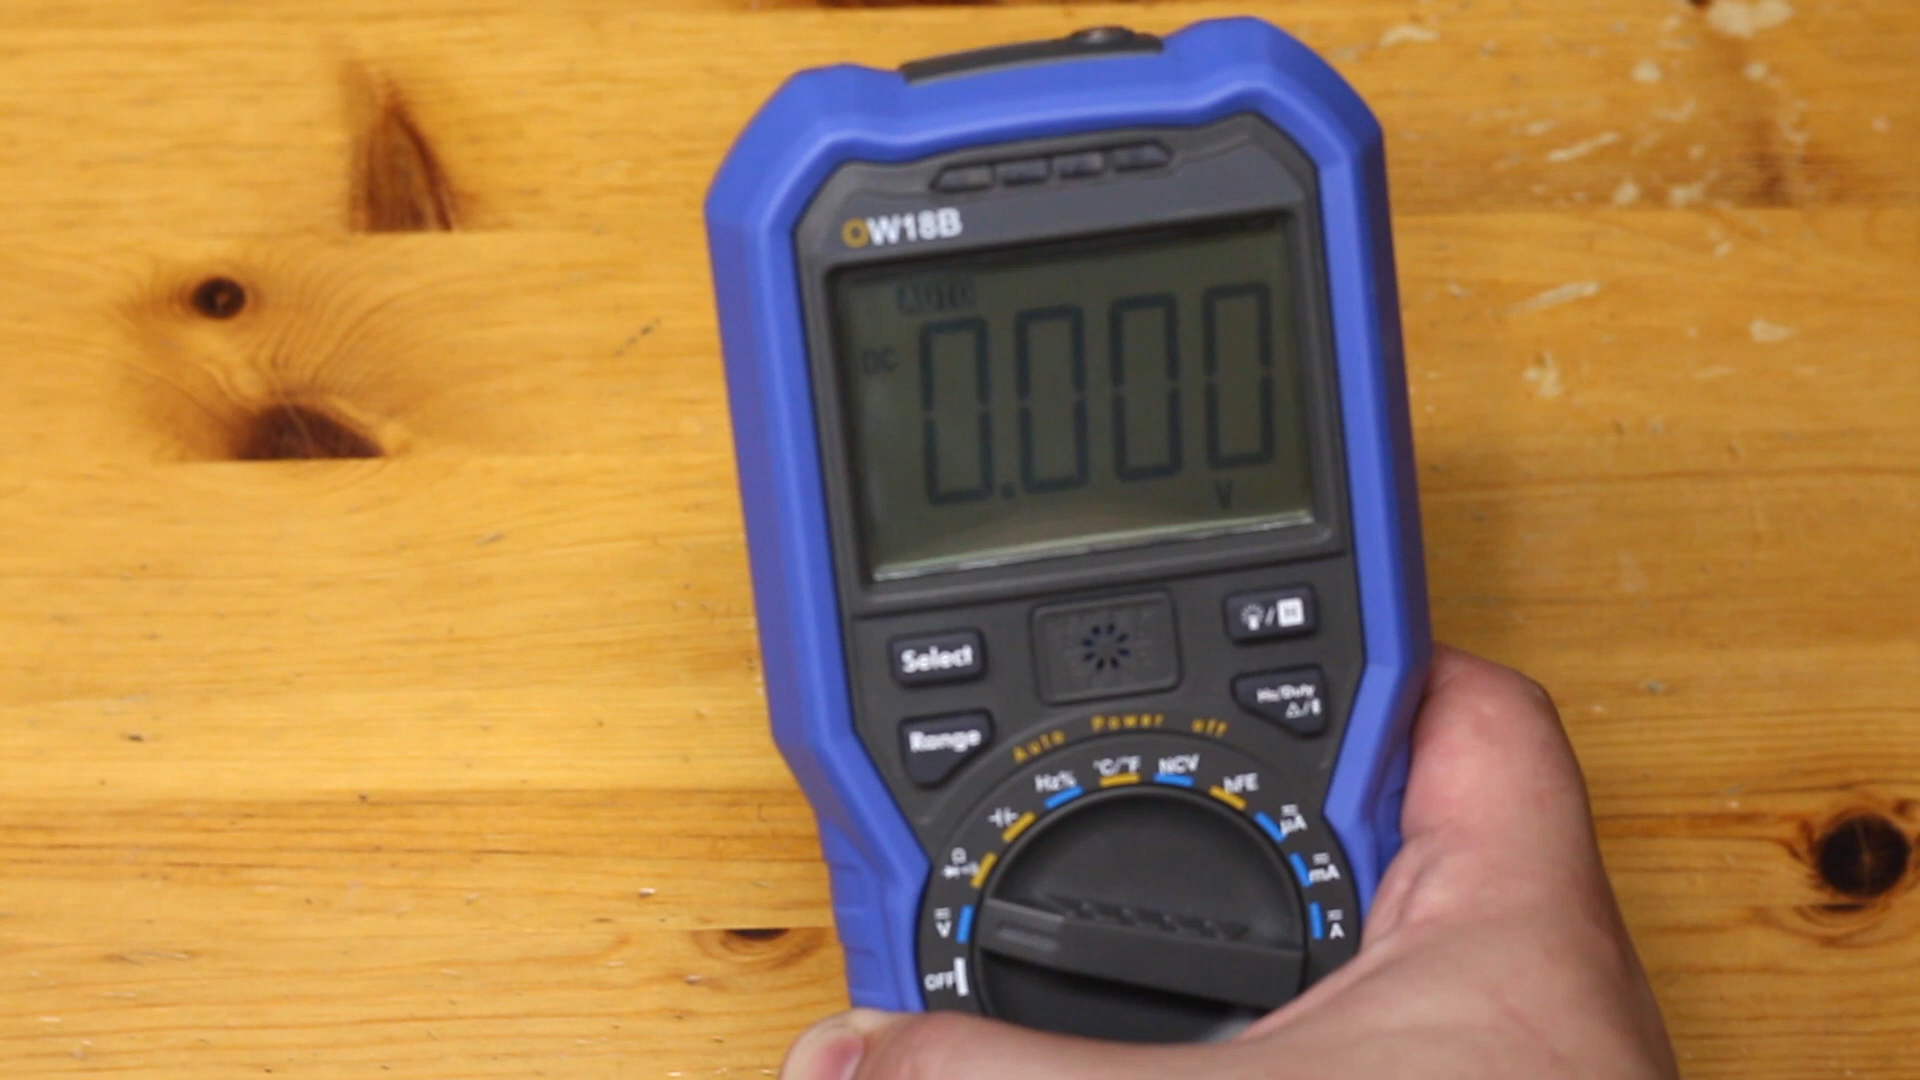 OW18B
AUTO
DC
0.000
V
Select
Range
Hz/Duty
Auto Power off
Hz%
°C/°F
NCV
hFE
µA
mA
A
Ω
V
OFF